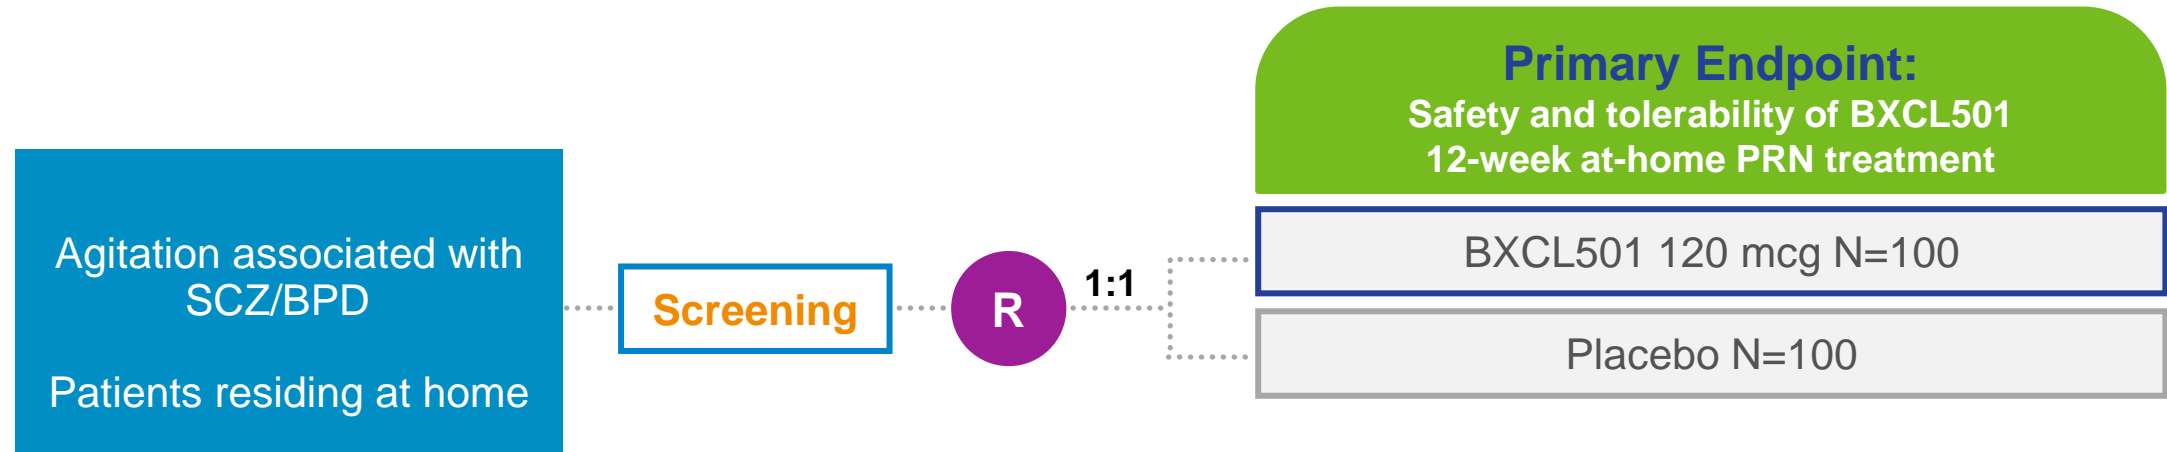 Agitation associated with
SCZ/BPD
Patients residing at home
Screening
R
1:1
Primary Endpoint:
Safety and tolerability of BXCL501
12-week at-home PRN treatment
BXCL501 120 mcg N=100
Placebo N=100